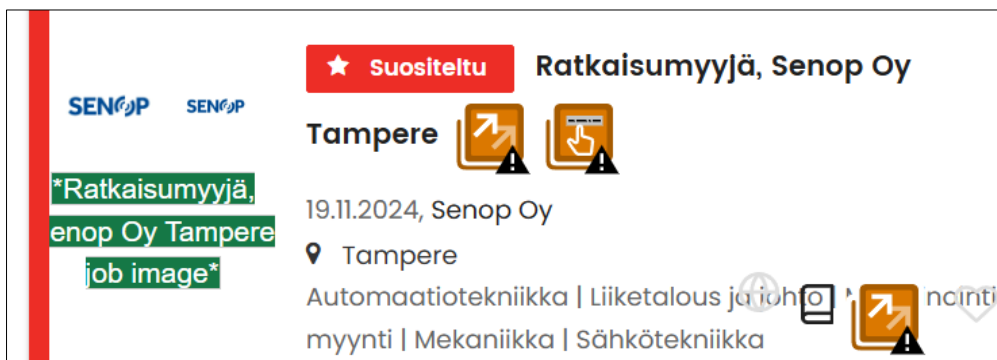 Suositeltu Ratkaisumyyjä, Senop Oy
Tampere
SENOP SENOP
*Ratkaisumyyjä,
enop Oy Tampere
job image*
19.11.2024, Senop Oy
Tampere
Automaatiotekniikka | Liiketalous ja johto |
myynti | Mekaniikka | Sähkötekniikka